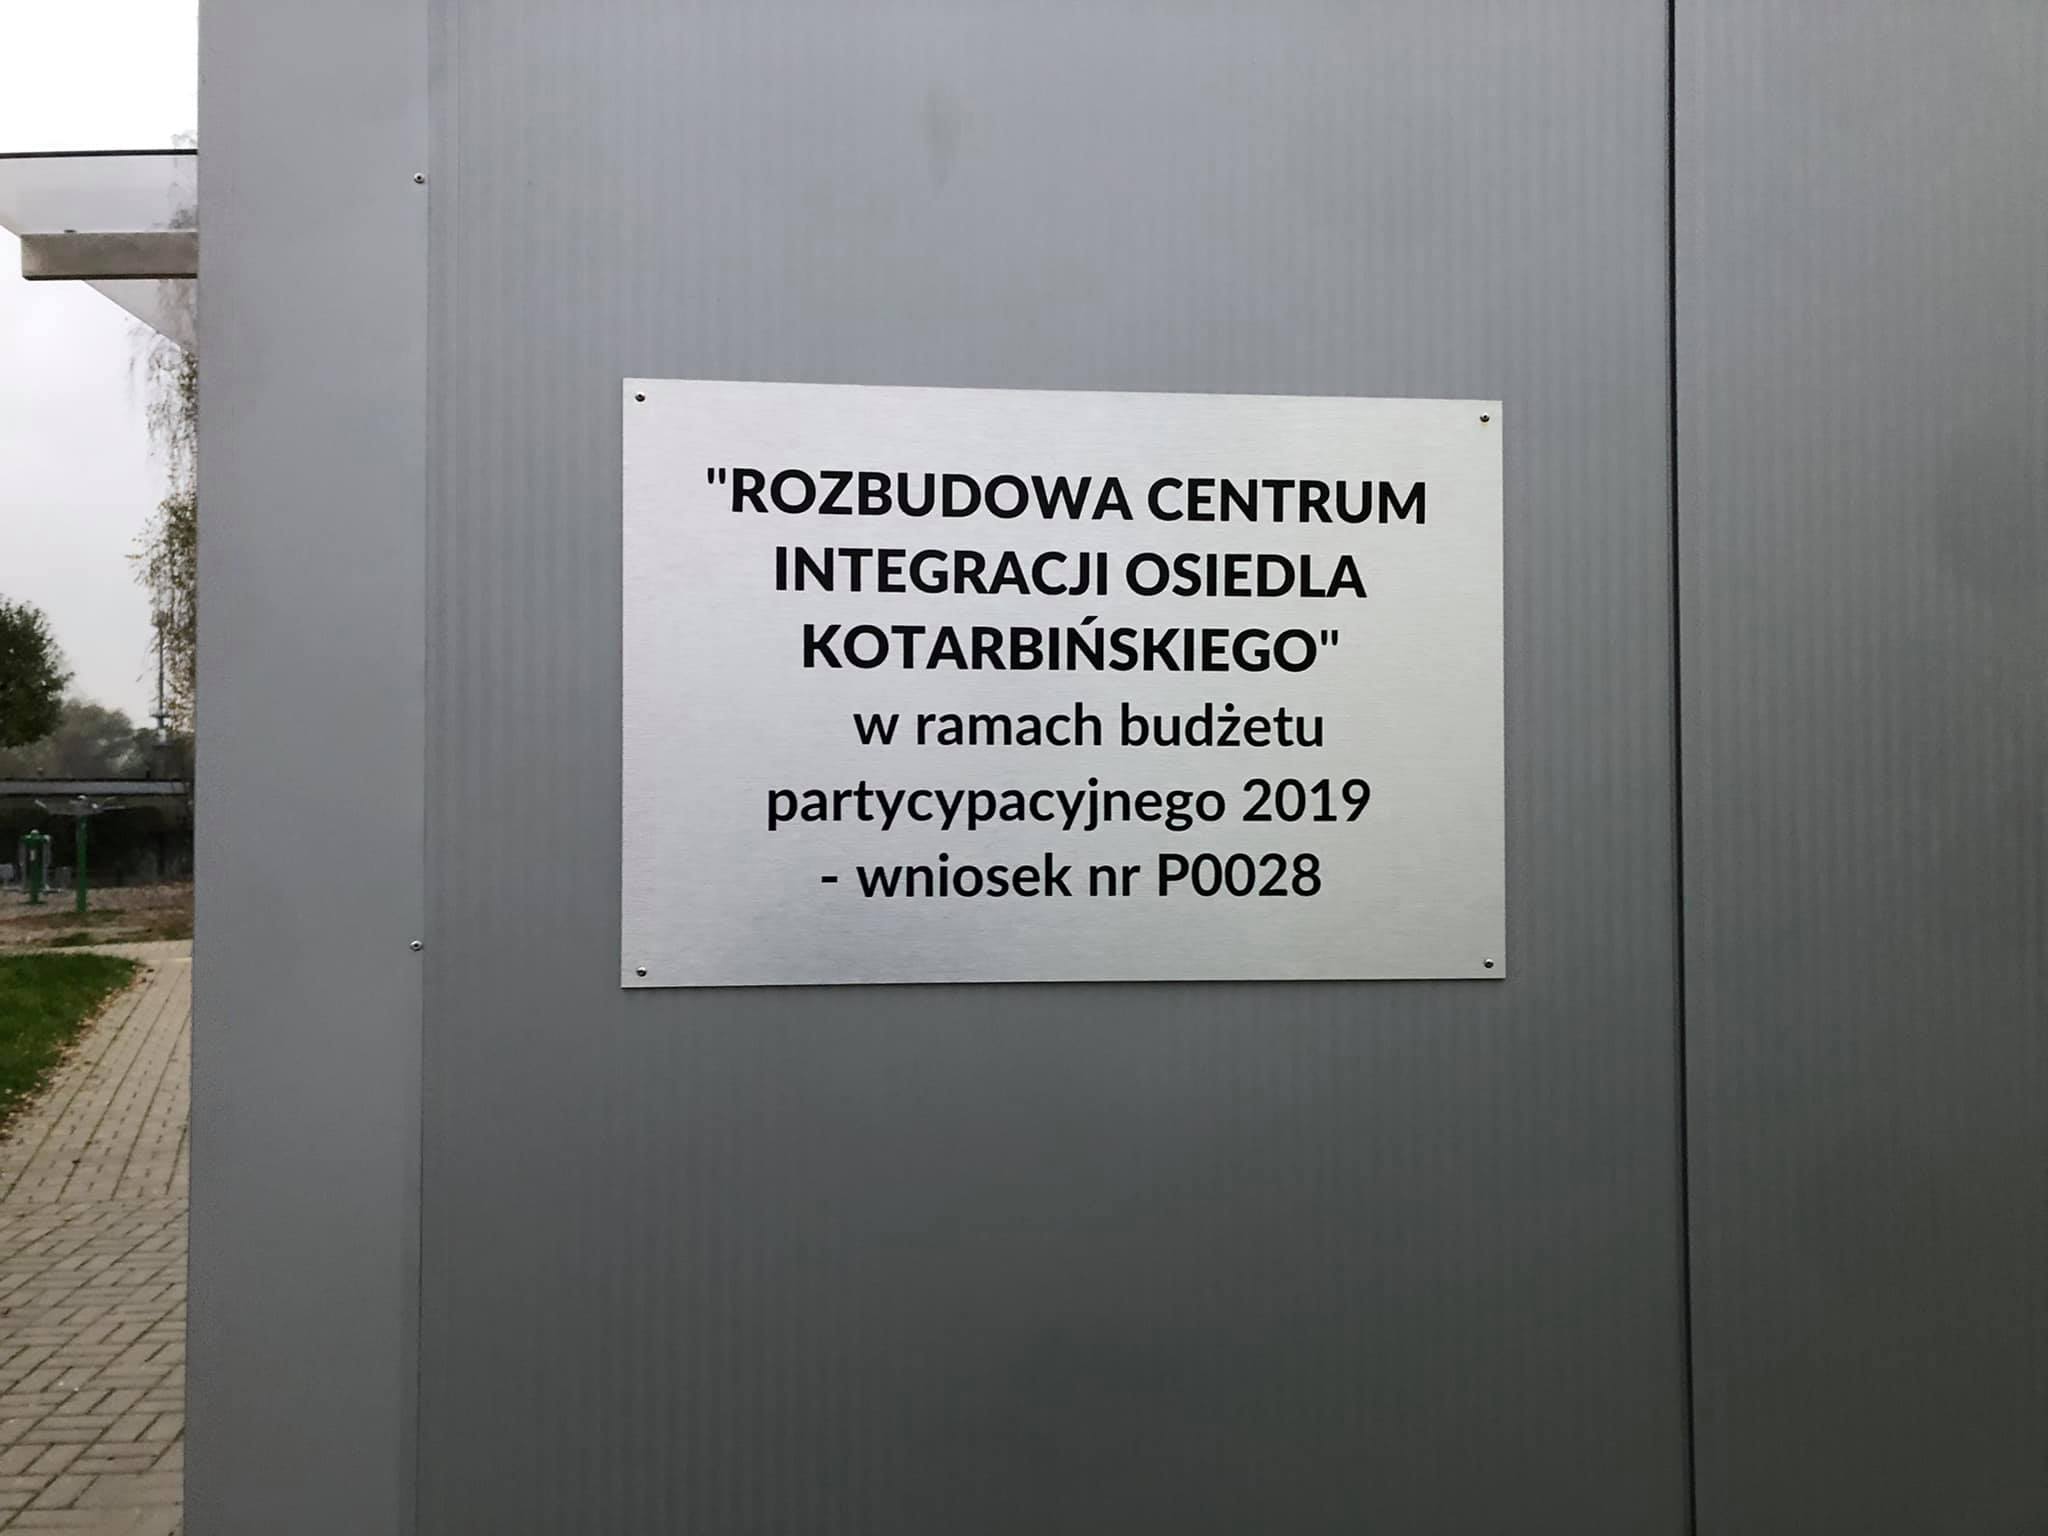 "ROZBUDOWA CENTRUM
INTEGRACJI OSIEDLA
KOTARBIŃSKIEGO"
w ramach budżetu
partycypacyjnego 2019
- wniosek nr P0028